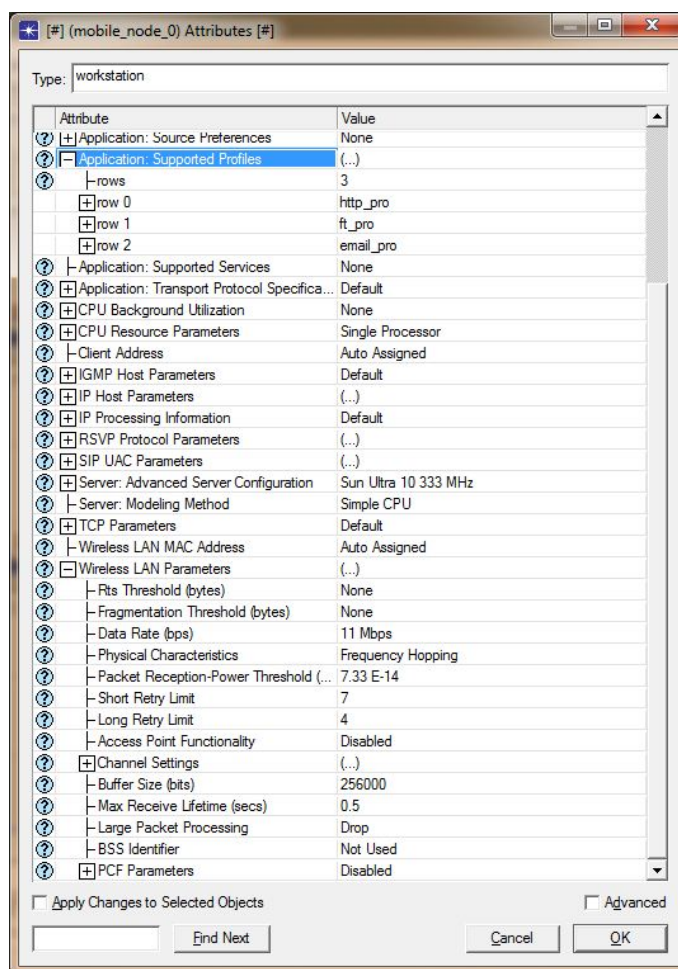 [#] (mobile_node_0) Attributes [#]
Type: workstation
Attribute Value
Application: Source Preferences None
Application: Supported Profiles (...)
rows 3
row 0 http_pro
row 1 ft_pro
row 2 email_pro
Application: Supported Services None
Application: Transport Protocol Specifica... Default
CPU Background Utilization None
CPU Resource Parameters Single Processor
Client Address Auto Assigned
IGMP Host Parameters Default
IP Host Parameters (...)
IP Processing Information Default
RSVP Protocol Parameters (...)
SIP UAC Parameters (...)
Server: Advanced Server Configuration Sun Ultra 10 333 MHz
Server: Modeling Method Simple CPU
TCP Parameters Default
Wireless LAN MAC Address Auto Assigned
Wireless LAN Parameters (...)
Rts Threshold (bytes) None
Fragmentation Threshold (bytes) None
Data Rate (bps) 11 Mbps
Physical Characteristics Frequency Hopping
Packet Reception-Power Threshold (... 7.33 E-14
Short Retry Limit 7
Long Retry Limit 4
Access Point Functionality Disabled
Channel Settings (...)
Buffer Size (bits) 256000
Max Receive Lifetime (secs) 0.5
Large Packet Processing Drop
BSS Identifier Not Used
PCF Parameters Disabled
Apply Changes to Selected Objects Advanced
Find Next Cancel OK